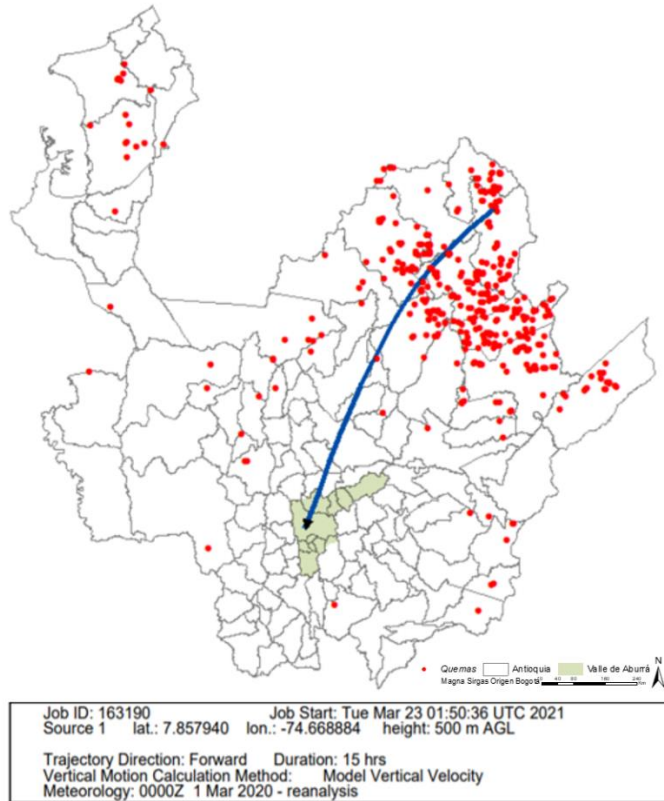 Quemas Antioquia Valle de Aburrá N
Magna Sirgas Origen Bogotá
Job ID: 163190 Job Start: Tue Mar 23 01:50:36 UTC 2021
Source 1 lat.: 7.857940 lon.: -74.668884 height: 500 m AGL
Trajectory Direction: Forward Duration: 15 hrs
Vertical Motion Calculation Method: Model Vertical Velocity
Meteorology: 0000Z 1 Mar 2020 - reanalysis